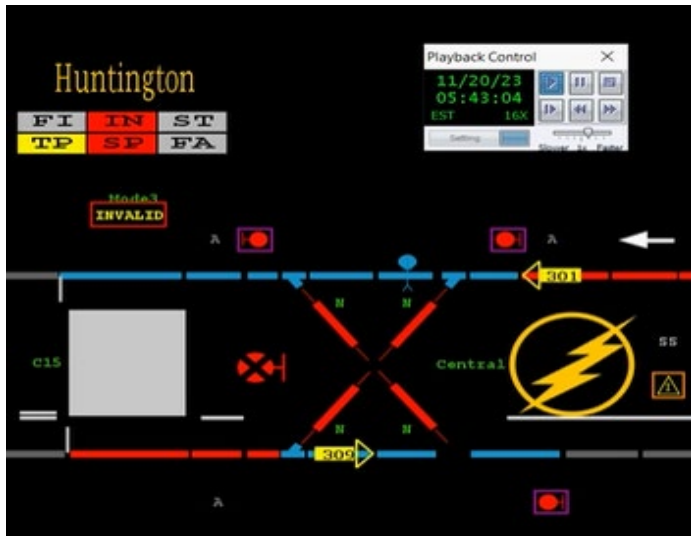 Playback Control
Huntington
11/20/23
05:43:04
EST 16X
FI IN ST
TP SP FA
Setting
Slower 1x Faster
Mode3
INVALID
A
A
301
N N
C15
Central
SS
N N
309
A